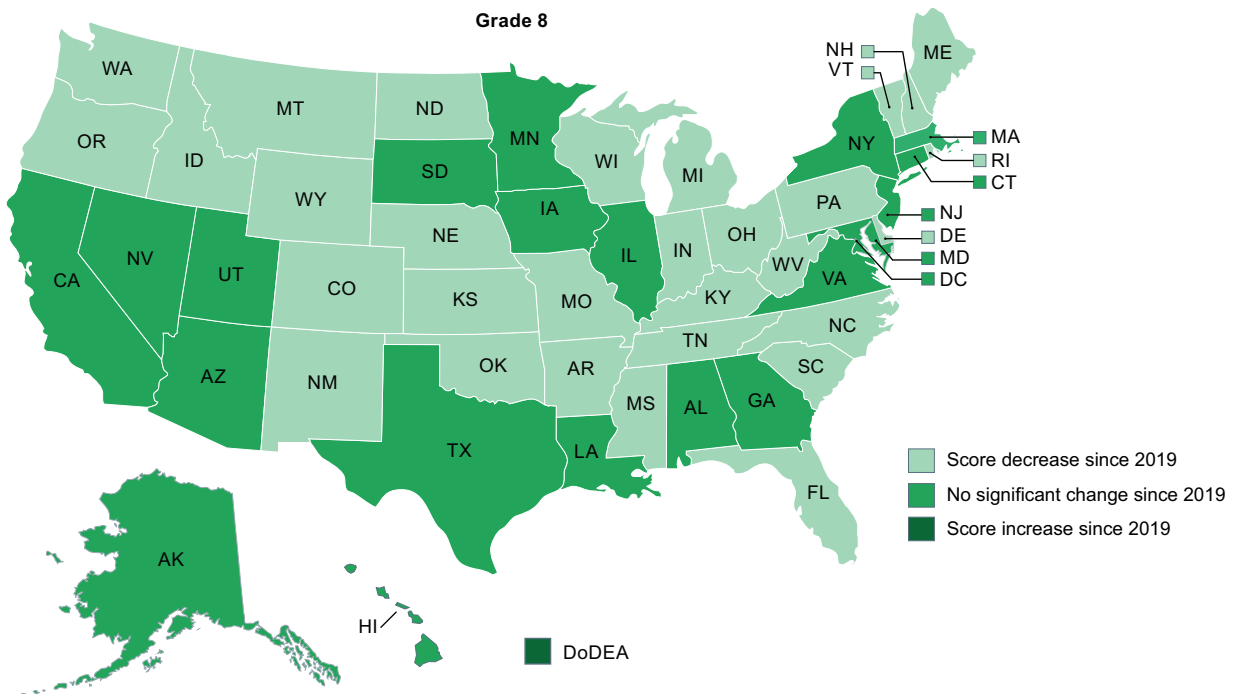 Grade 8
WA
MT
ND
MN
ME
NH
VT
OR
ID
WY
SD
WI
MI
NY
MA
RI
CT
NE
IA
PA
NJ
DE
MD
DC
CA
NV
UT
CO
KS
MO
IL
IN
OH
WV
KY
VA
AZ
NM
OK
AR
TN
NC
SC
MS
AL
GA
TX
LA
FL
AK
HI
Score decrease since 2019
No significant change since 2019
Score increase since 2019
DoDEA